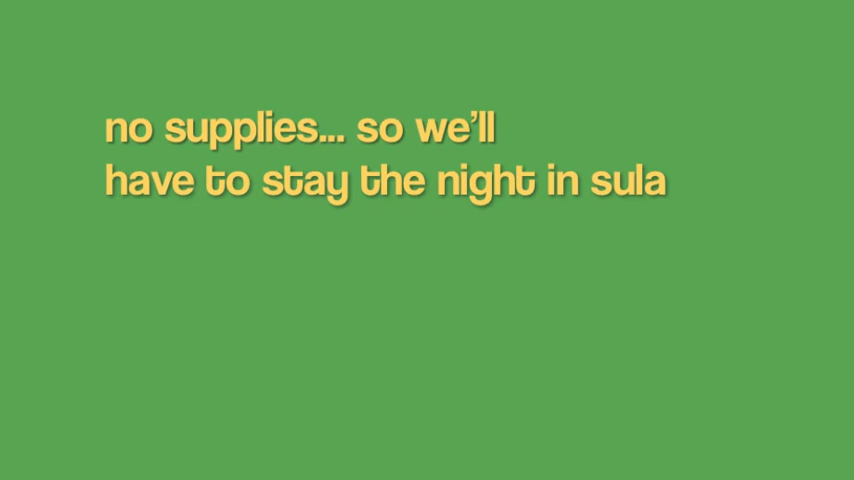 no supplies... so we'll
have to stay the night in sula